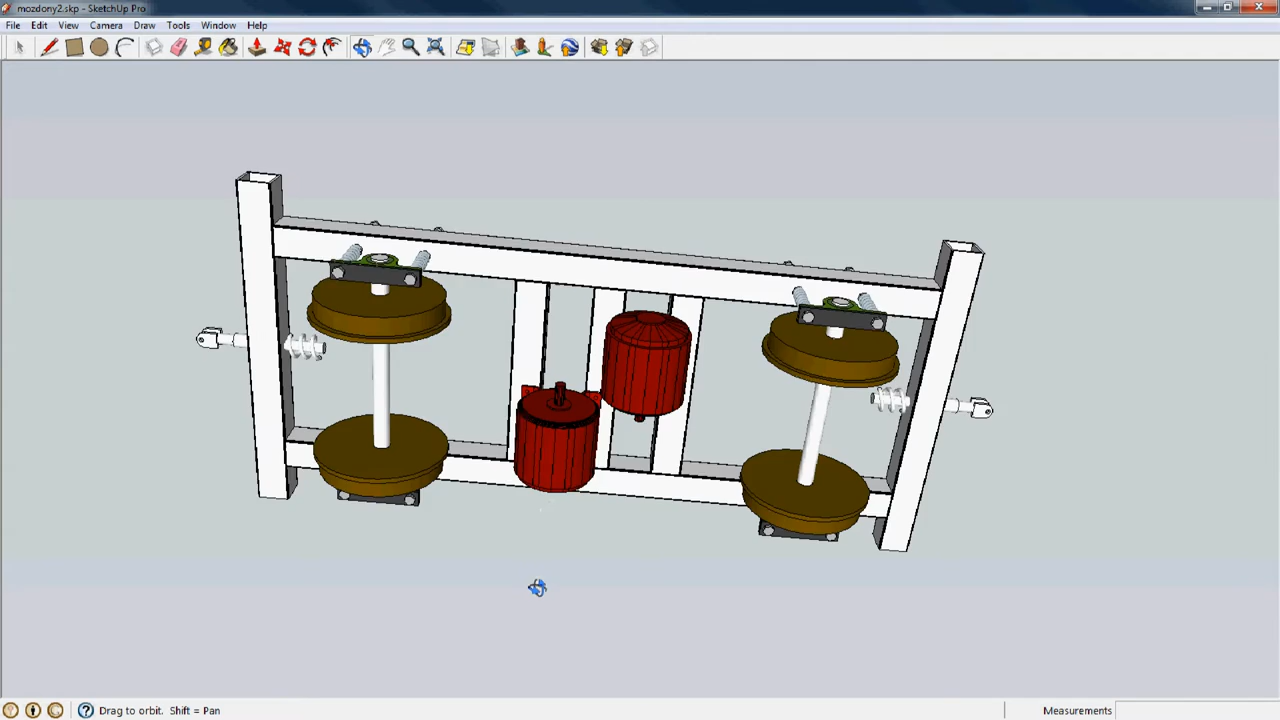 mozdony2.skp - SketchUp Pro
File Edit View Camera Draw Tools Window Help
Drag to orbit. Shift = Pan
Measurements